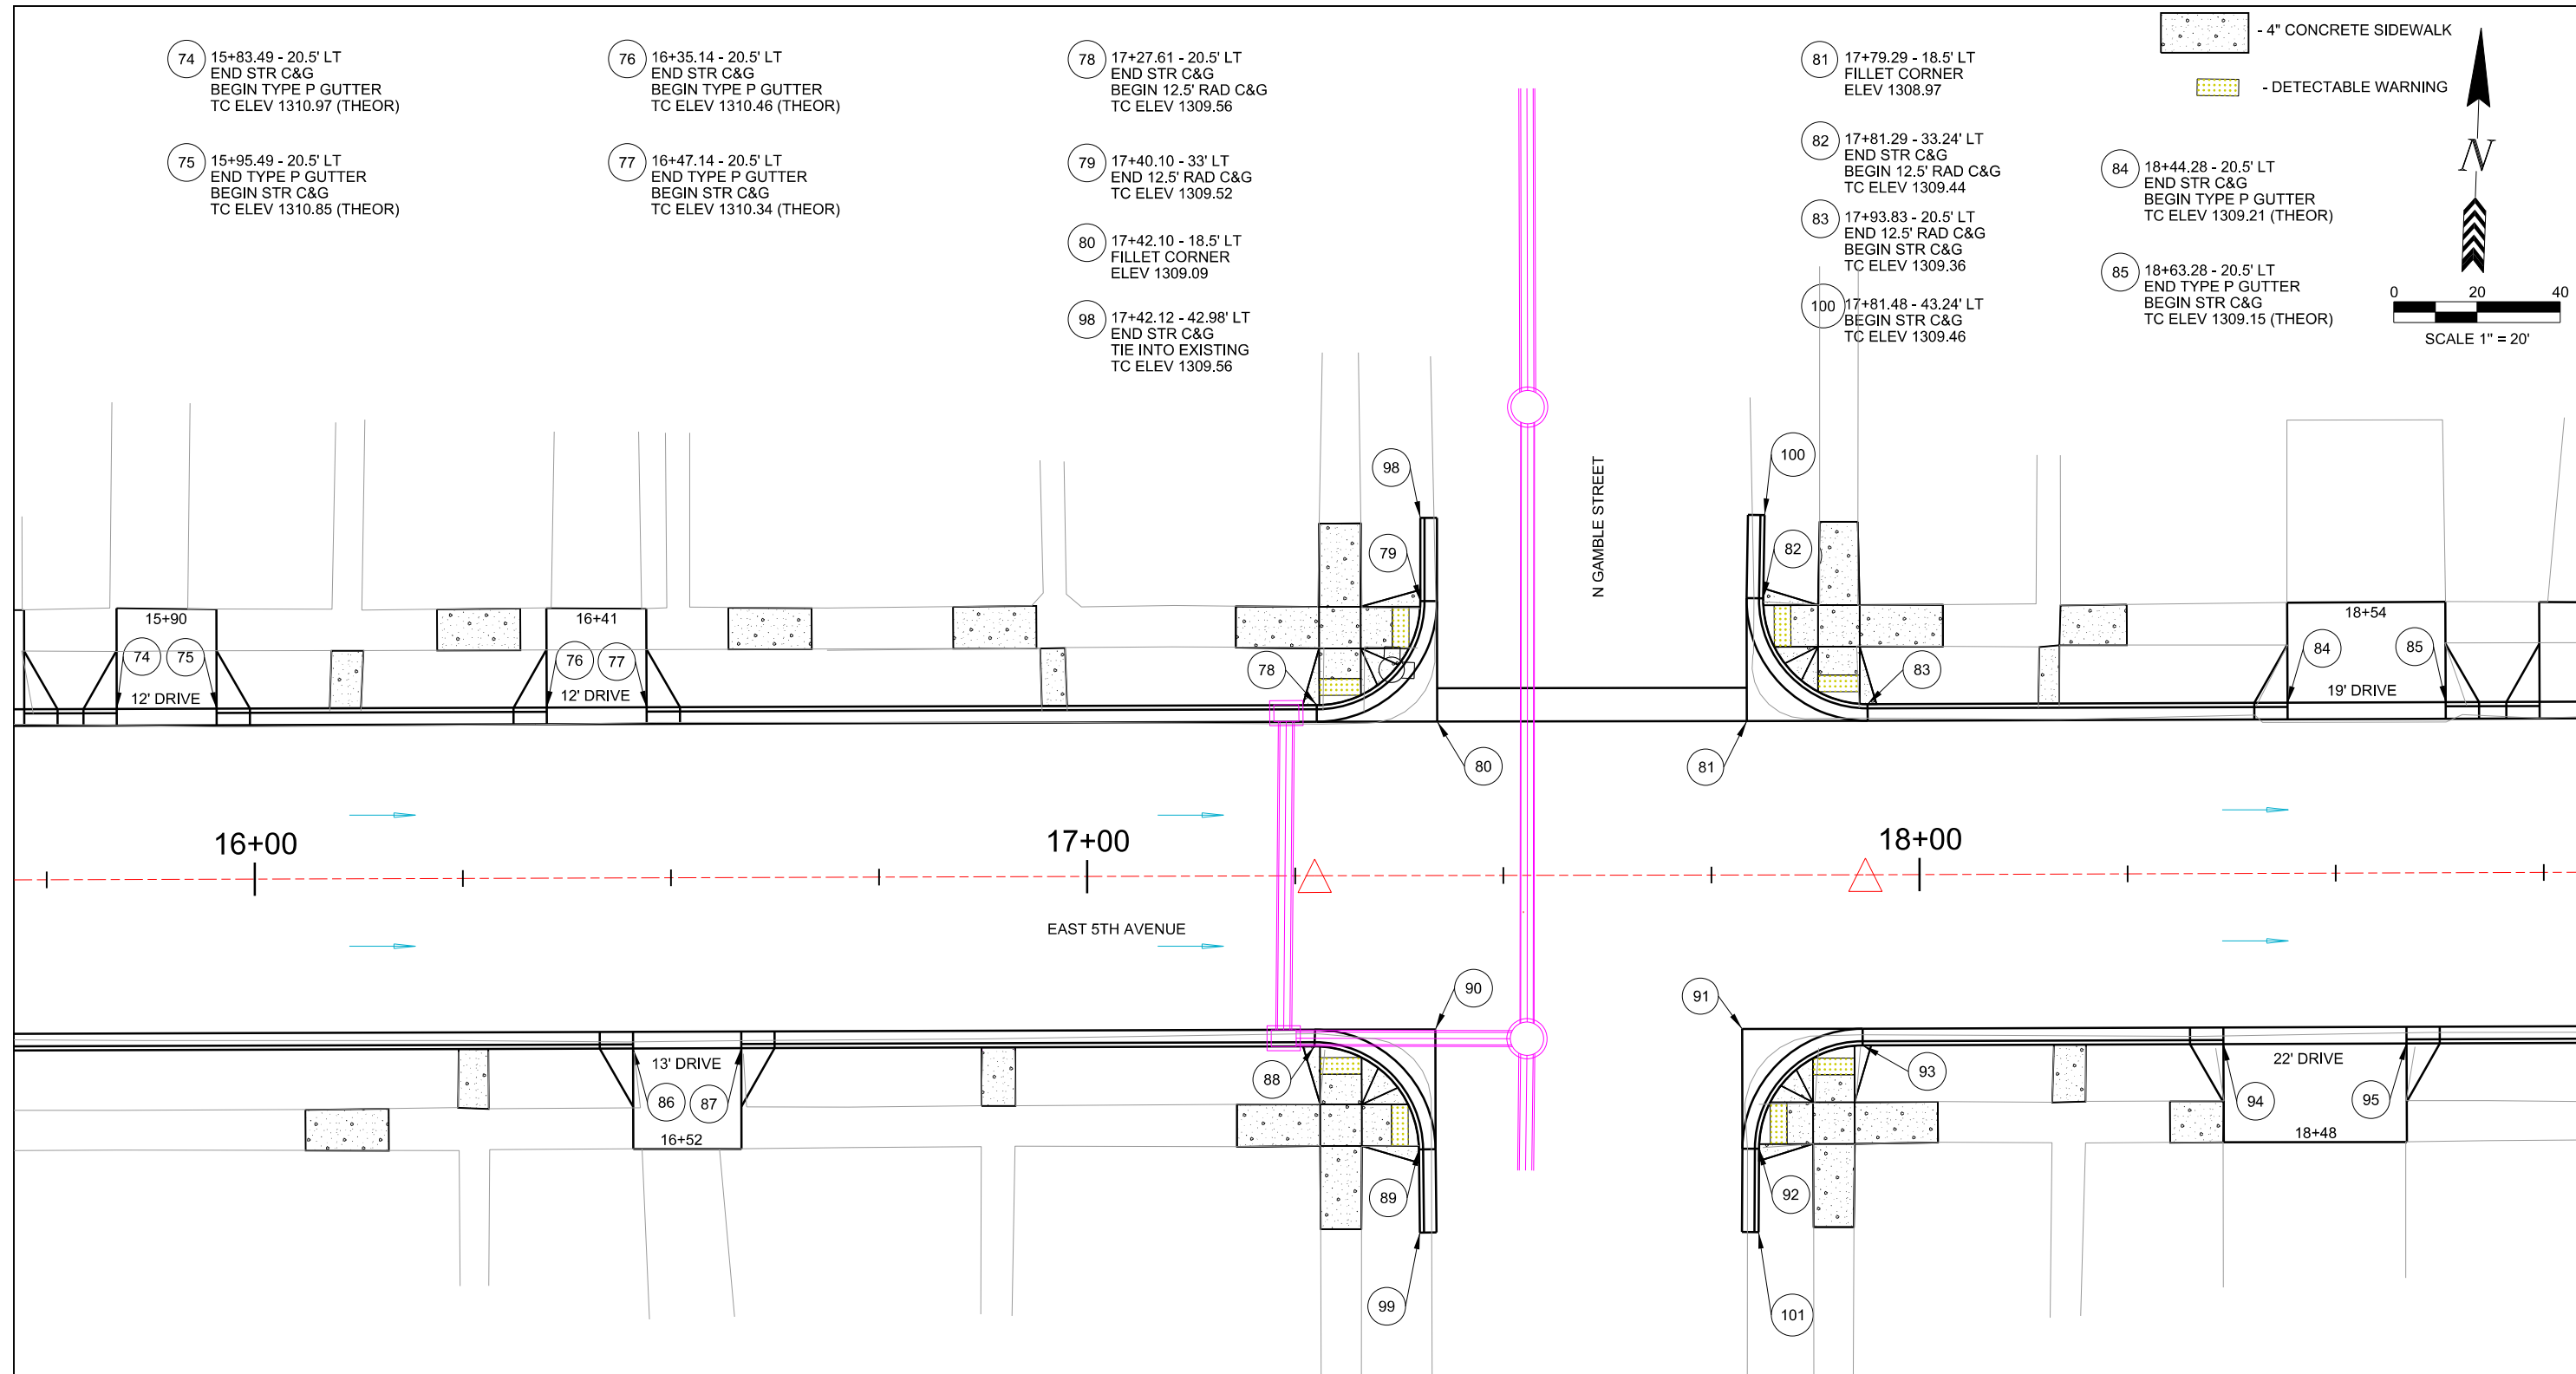 74
15+83.49 - 20.5' LT
END STR C&G
BEGIN TYPE P GUTTER
TC ELEV 1310.97 (THEOR)
75
15+95.49 - 20.5' LT
END TYPE P GUTTER
BEGIN STR C&G
TC ELEV 1310.85 (THEOR)
76
16+35.14 - 20.5' LT
END STR C&G
BEGIN TYPE P GUTTER
TC ELEV 1310.46 (THEOR)
77
16+47.14 - 20.5' LT
END TYPE P GUTTER
BEGIN STR C&G
TC ELEV 1310.34 (THEOR)
78
17+27.61 - 20.5' LT
END STR C&G
BEGIN 12.5' RAD C&G
TC ELEV 1309.56
79
17+40.10 - 33' LT
END 12.5' RAD C&G
TC ELEV 1309.52
80
17+42.10 - 18.5' LT
FILLET CORNER
ELEV 1309.09
98
17+42.12 - 42.98' LT
END STR C&G
TIE INTO EXISTING
TC ELEV 1309.56
81
17+79.29 - 18.5' LT
FILLET CORNER
ELEV 1308.97
82
17+81.29 - 33.24' LT
END STR C&G
BEGIN 12.5' RAD C&G
TC ELEV 1309.44
83
17+93.83 - 20.5' LT
END 12.5' RAD C&G
BEGIN STR C&G
TC ELEV 1309.36
100
17+81.48 - 43.24' LT
BEGIN STR C&G
TC ELEV 1309.46
84
18+44.28 - 20.5' LT
END STR C&G
BEGIN TYPE P GUTTER
TC ELEV 1309.21 (THEOR)
85
18+63.28 - 20.5' LT
END TYPE P GUTTER
BEGIN STR C&G
TC ELEV 1309.15 (THEOR)
- 4" CONCRETE SIDEWALK
- DETECTABLE WARNING
N
0 20 40
SCALE 1" = 20'
98
100
79
82
N GAMBLE STREET
15+90
74 75
12' DRIVE
16+41
76 77
12' DRIVE
78
83
18+54
84 85
19' DRIVE
80
81
16+00
17+00
18+00
EAST 5TH AVENUE
90
91
13' DRIVE
86 87
16+52
88
93
22' DRIVE
94 95
18+48
89
92
99
101